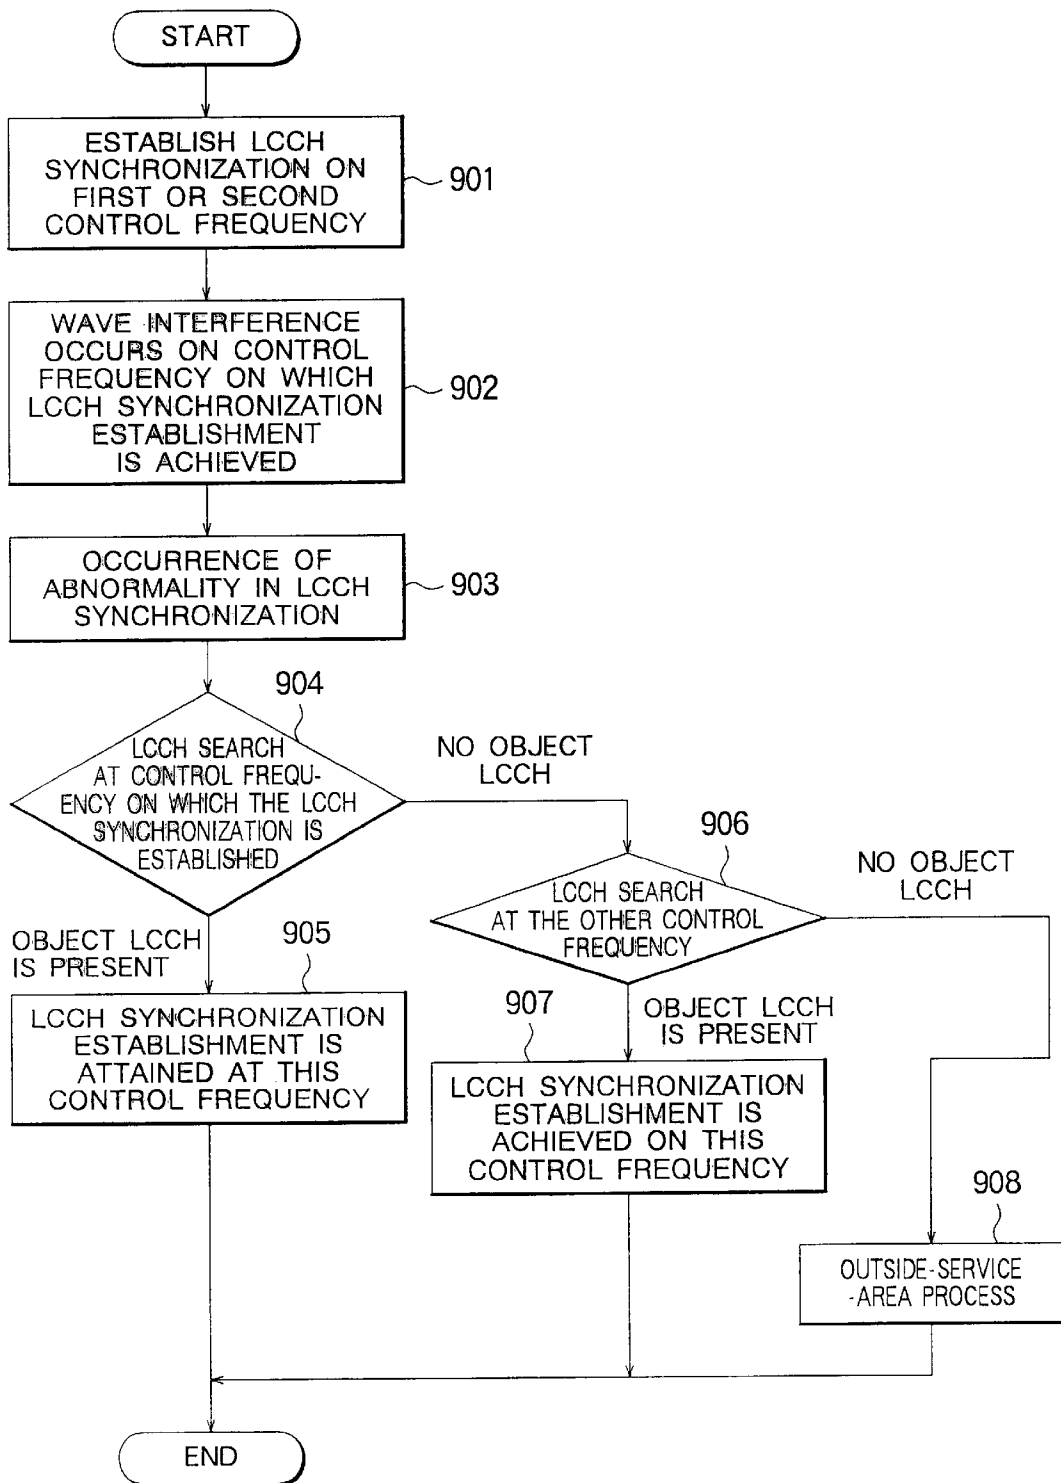 START
ESTABLISH LCCH
SYNCHRONIZATION ON
FIRST OR SECOND
CONTROL FREQUENCY
901
WAVE INTERFERENCE
OCCURS ON CONTROL
FREQUENCY ON WHICH
LCCH SYNCHRONIZATION
ESTABLISHMENT
IS ACHIEVED
902
OCCURRENCE OF
ABNORMALITY IN LCCH
SYNCHRONIZATION
903
904
LCCH SEARCH
AT CONTROL FREQU-
ENCY ON WHICH THE LCCH
SYNCHRONIZATION IS
ESTABLISHED
NO OBJECT
LCCH
906
LCCH SEARCH
AT THE OTHER CONTROL
FREQUENCY
NO OBJECT
LCCH
OBJECT LCCH
IS PRESENT
905
LCCH SYNCHRONIZATION
ESTABLISHMENT IS
ATTAINED AT THIS
CONTROL FREQUENCY
907
OBJECT LCCH
IS PRESENT
LCCH SYNCHRONIZATION
ESTABLISHMENT IS
ACHIEVED ON THIS
CONTROL FREQUENCY
908
OUTSIDE-SERVICE
-AREA PROCESS
END